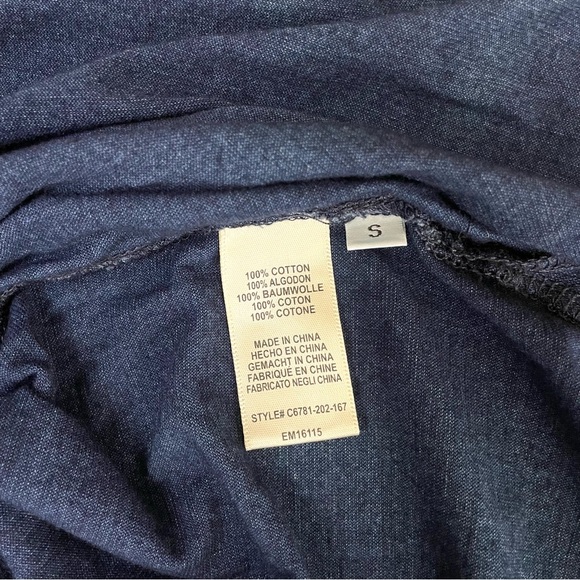 S
100% COTTON
100% ALGODON
100% BAUMWOLLE
100% COTON
100% COTONE
MADE IN CHINA
HECHO EN CHINA
GEMACHT IN CHINA
FABRIQUE EN CHINE
FABRICATO NEGLI CHINA
STYLE# C6781-202-167
EM16115